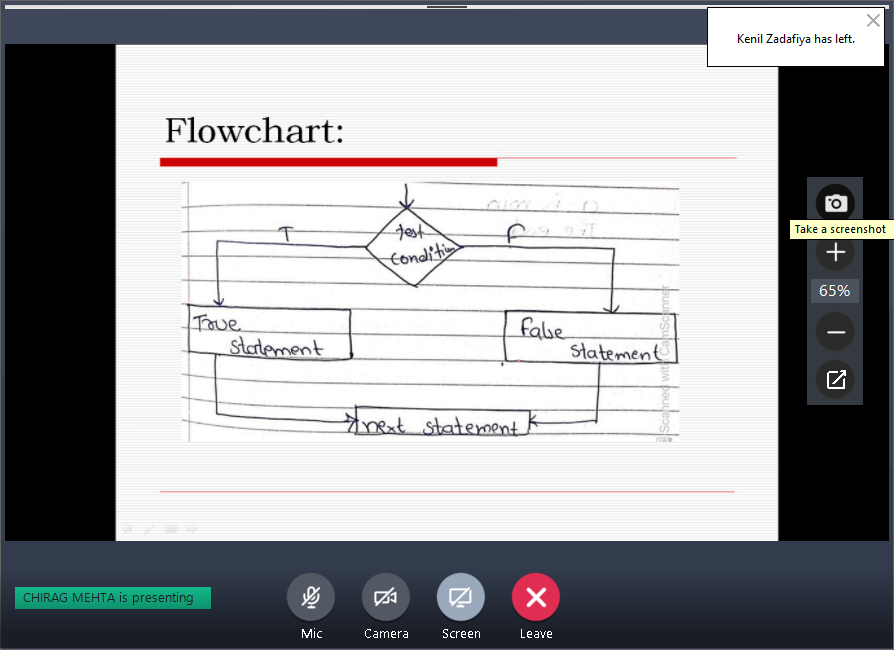 Kenil Zadafiya has left.
Flowchart:
T
test
condition
F
True
statement
False
statement
next statement
Scanned with CamScanner
Take a screenshot
65%
CHIRAG MEHTA is presenting
Mic
Camera
Screen
Leave